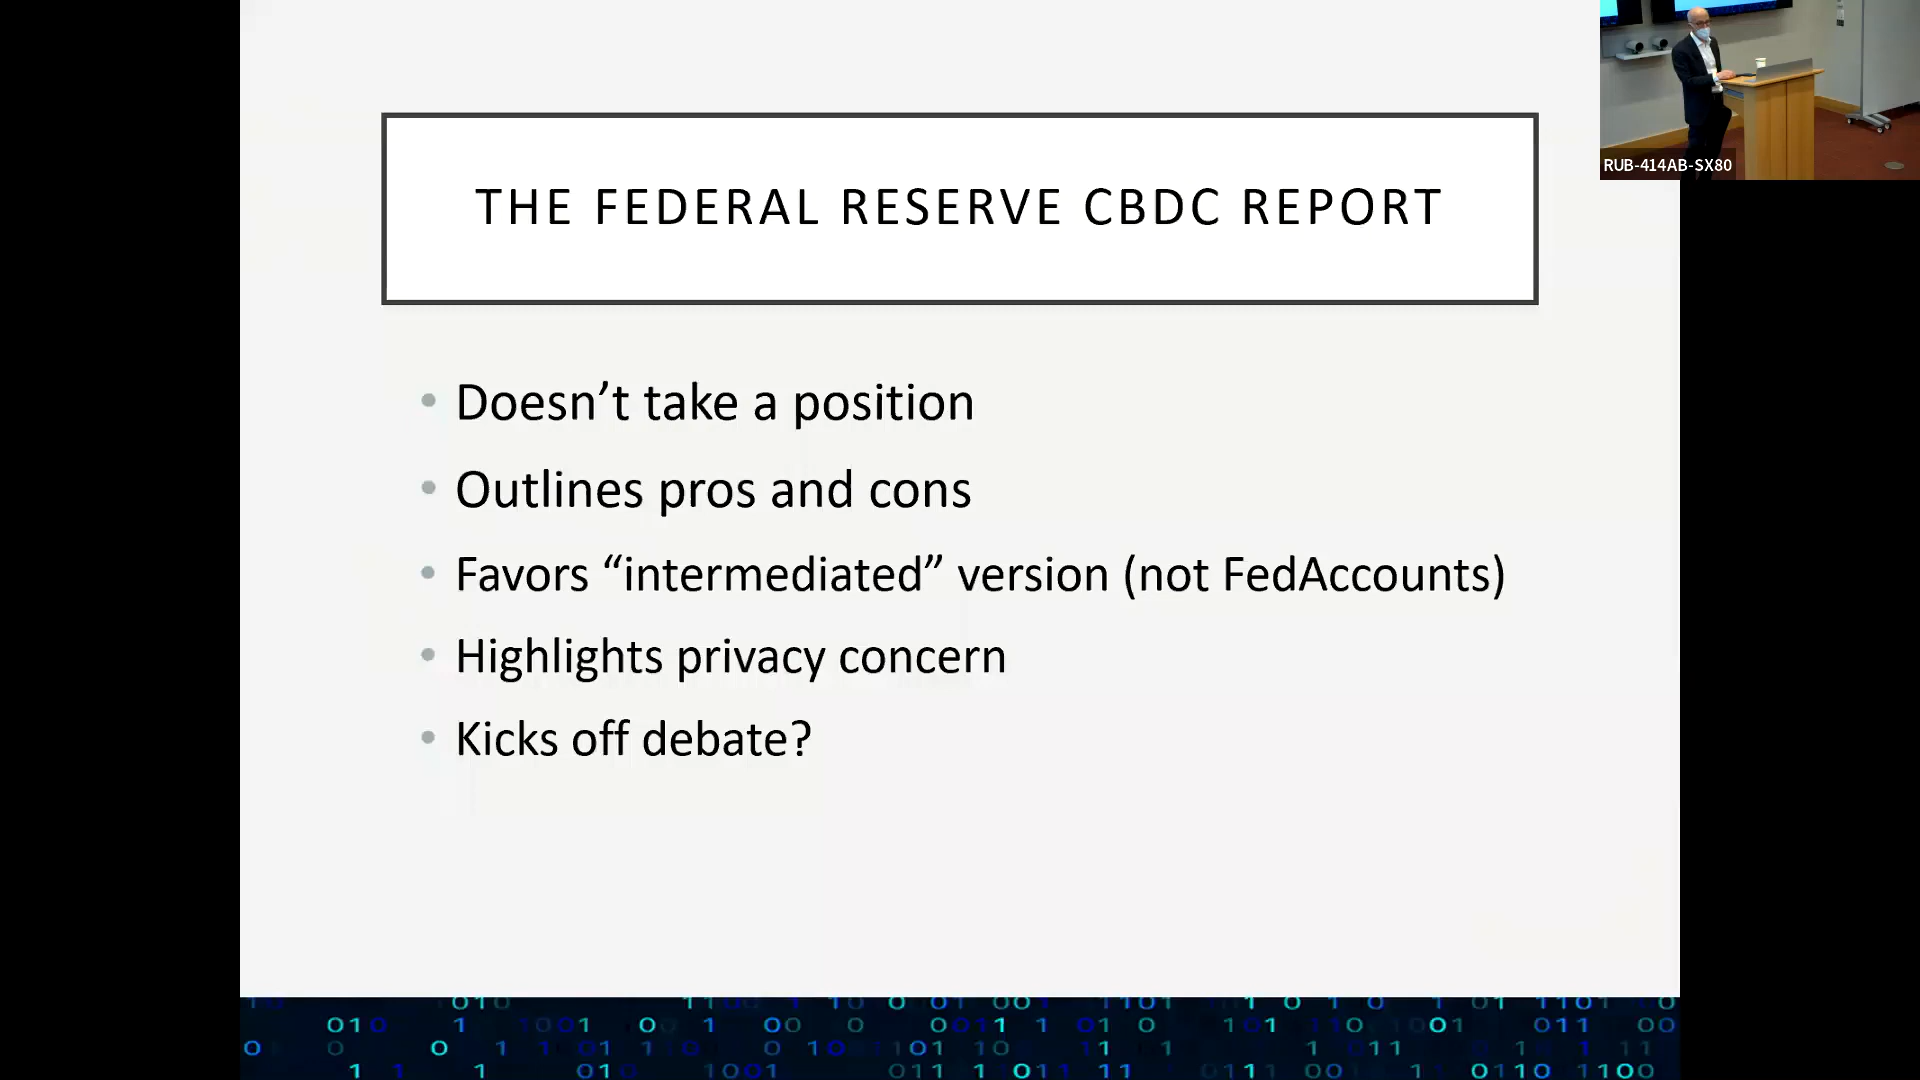 THE FEDERAL RESERVE CBDC REPORT
RUB-414AB-SX80
• Doesn’t take a position
• Outlines pros and cons
• Favors “intermediated” version (not FedAccounts)
• Highlights privacy concern
• Kicks off debate?